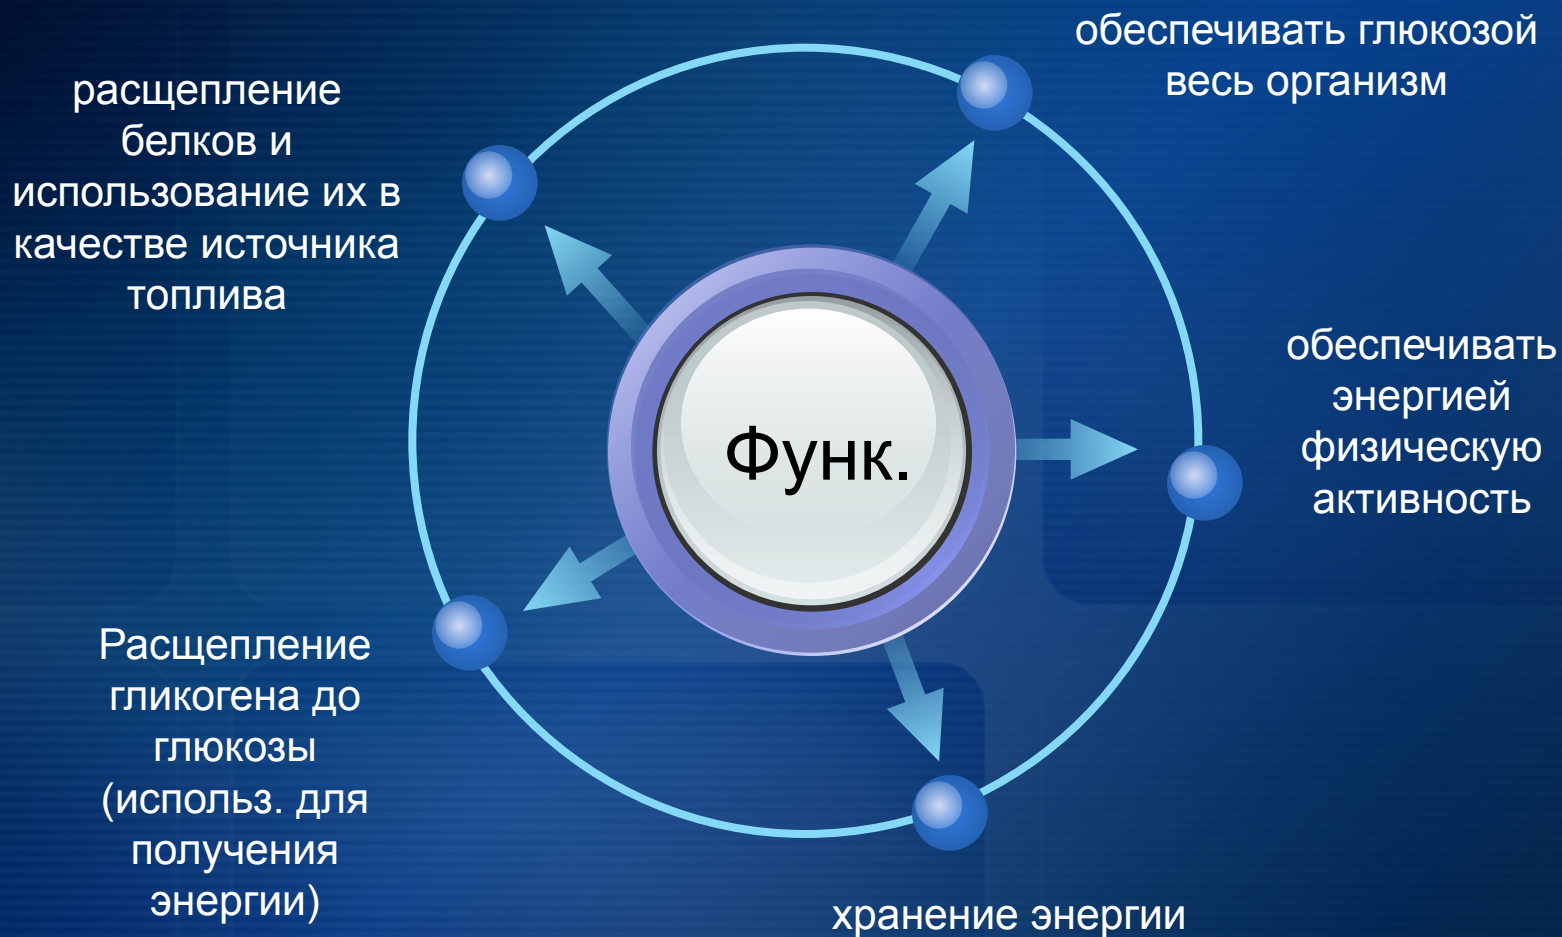 обеспечивать глюкозой
весь организм
расщепление
белков и
использование их в
качестве источника
топлива
обеспечивать
энергией
физическую
активность
Функ.
Расщепление
гликогена до
глюкозы
(использ. для
получения
энергии)
хранение энергии